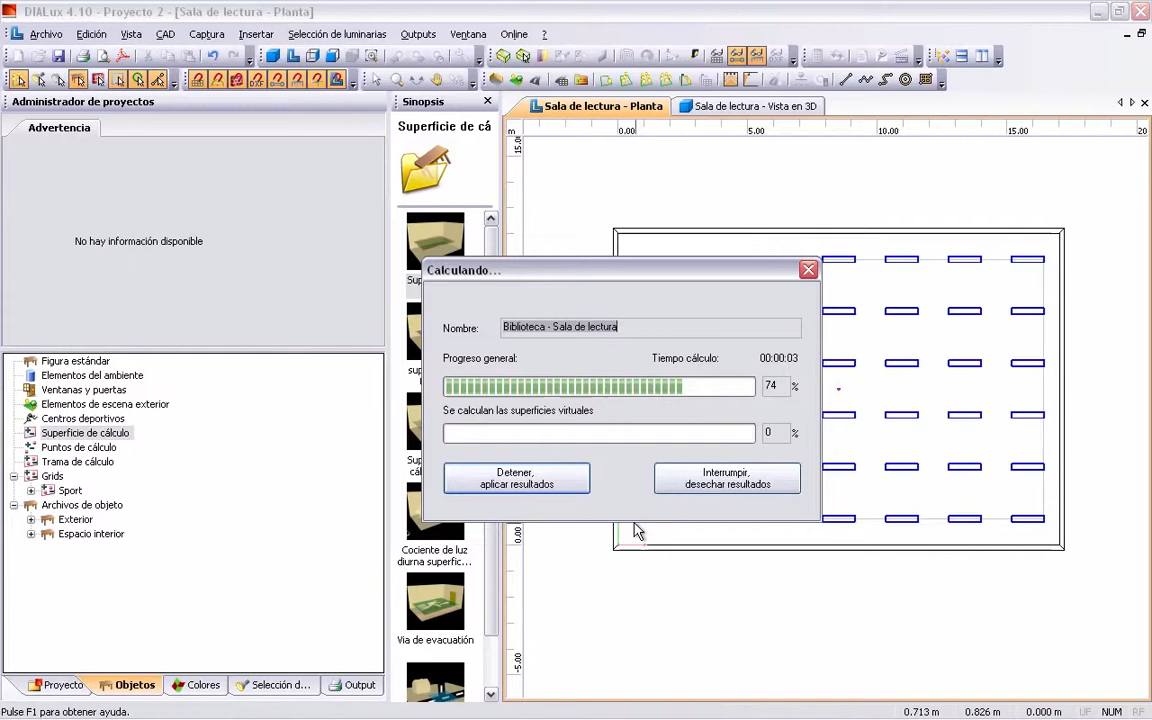 DIALux 4.10 - Proyecto 2 - [Sala de lectura - Planta]
Archivo Edición Vista CAD Captura Insertar Selección de luminarias Outputs Ventana Online ?
Administrador de proyectos
Advertencia
No hay información disponible
Figura estándar
Elementos del ambiente
Ventanas y puertas
Elementos de escena exterior
Centros deportivos
Superficie de cálculo
Puntos de cálculo
Trama de cálculo
Grids
Sport
Archivos de objeto
Exterior
Espacio interior
Proyecto Objetos Colores Selección d... Output
Sinopsis
Superficie de cá
Cociente de luz
diurna superfic...
Via de evacuatión
Sala de lectura - Planta Sala de lectura - Vista en 3D
m 0.00 5.00 10.00 15.00 20
15.00
0.00
-5.00
Calculando...
Nombre: Biblioteca - Sala de lectura
Progreso general: Tiempo cálculo: 00:00:03
74 %
Se calculan las superficies virtuales
0 %
Detener,
aplicar resultados
Interrumpir,
desechar resultados
Pulse F1 para obtener ayuda. 0.713 m 0.826 m 0.000 m UF NUM RF